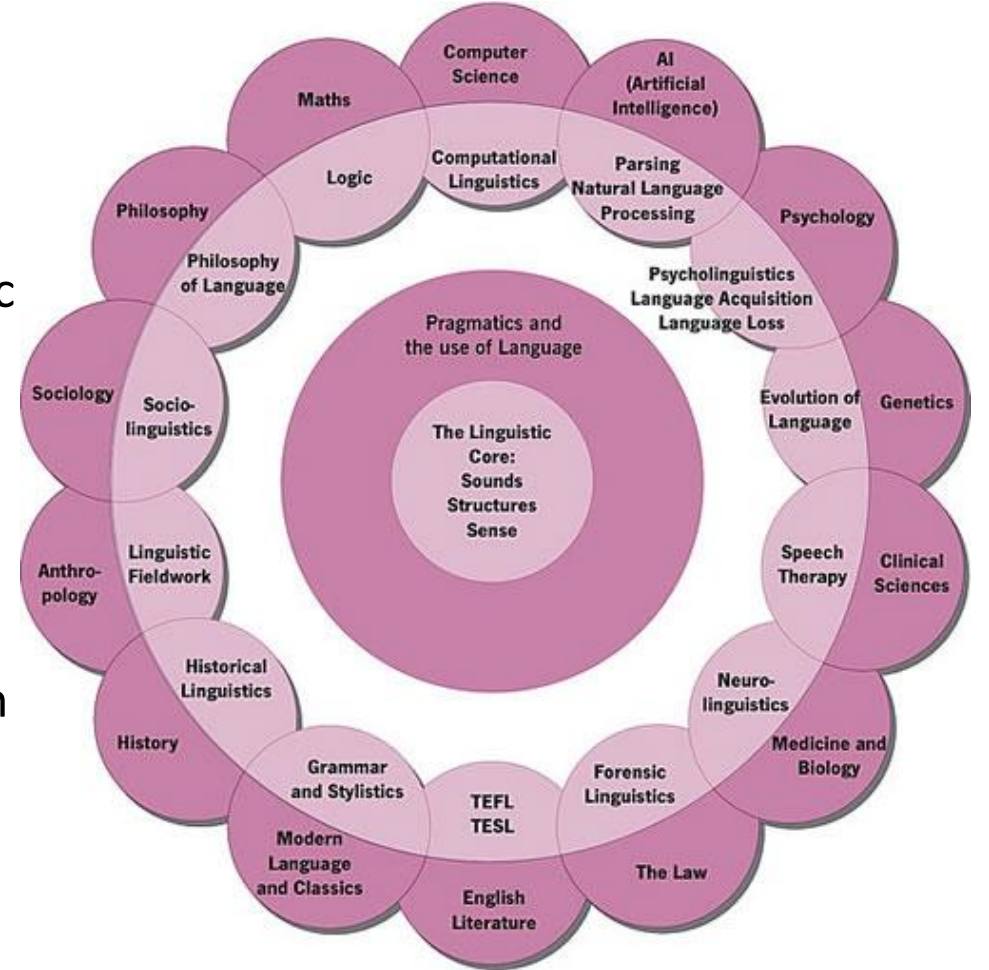 Computer
Science
AI
(Artificial
Intelligence)
Maths
Computational
Linguistics
Parsing
Natural Language
Processing
Logic
Philosophy
Philosophy
of Language
Psychology
Psycholinguistics
Language Acquisition
Language Loss
c
Pragmatics and
the use of Language
Sociology
Socio-
linguistics
Evolution of
Language
Genetics
The Linguistic
Core:
Sounds
Structures
Sense
Anthro-
pology
Linguistic
Fieldwork
Speech
Therapy
Clinical
Sciences
Historical
Linguistics
Neuro-
linguistics
n
History
Medicine and
Biology
Grammar
and Stylistics
TEFL
TESL
Forensic
Linguistics
Modern
Language
and Classics
The Law
English
Literature